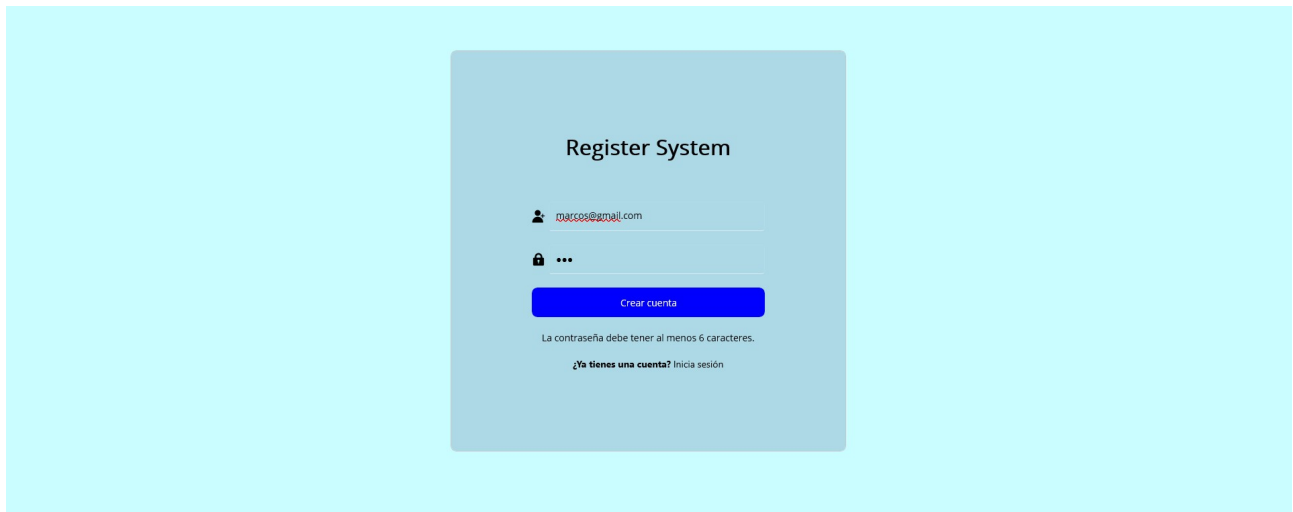 Register System
marcos@gmail.com
•••
Crear cuenta
La contraseña debe tener al menos 6 caracteres.
¿Ya tienes una cuenta? Inicia sesión